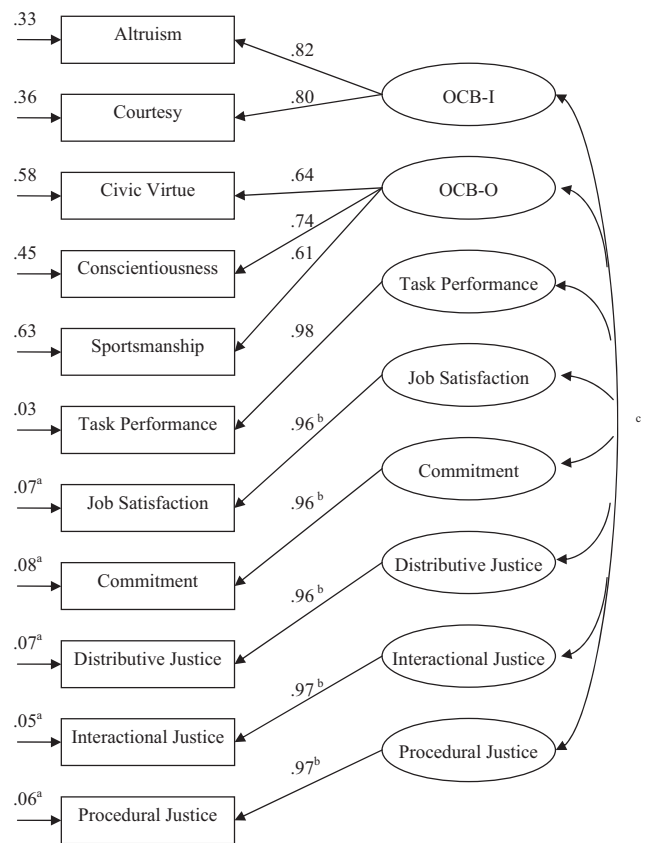 .33
Altruism
.82
OCB-I
.36
Courtesy
.80
.58
Civic Virtue
.64
OCB-O
.45
Conscientiousness
.74
.61
Task Performance
.63
Sportsmanship
.98
Job Satisfaction
.03
Task Performance
.96 b
c
.07a
Job Satisfaction
.96 b
Commitment
.08a
Commitment
.96 b
Distributive Justice
.07a
Distributive Justice
.97 b
Interactional Justice
.05a
Interactional Justice
.97b
Procedural Justice
.06a
Procedural Justice